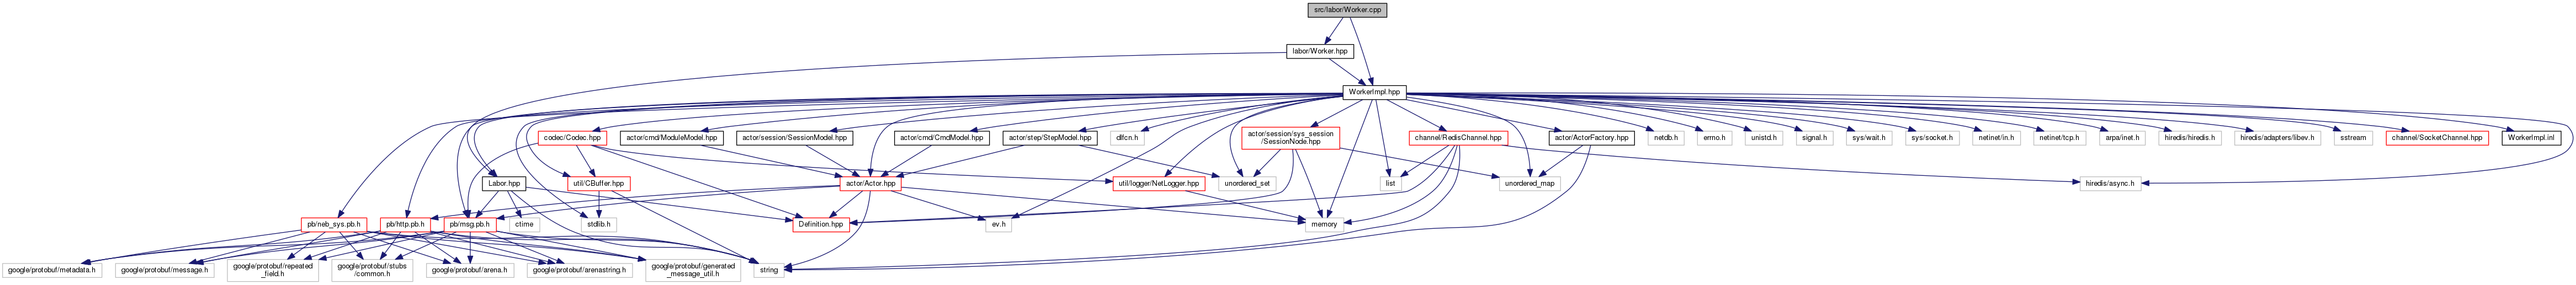 src/labor/Worker.cpp
labor/Worker.hpp
WorkerImpl.hpp
codec/Codec.hpp
actor/cmd/ModuleModel.hpp
actor/session/SessionModel.hpp
actor/cmd/CmdModel.hpp
actor/step/StepModel.hpp
dlfcn.h
actor/session/sys_session
/SessionNode.hpp
channel/RedisChannel.hpp
actor/ActorFactory.hpp
netdb.h
errno.h
unistd.h
signal.h
sys/wait.h
sys/socket.h
netinet/in.h
netinet/tcp.h
arpa/inet.h
hiredis/hiredis.h
hiredis/adapters/libev.h
sstream
channel/SocketChannel.hpp
WorkerImpl.inl
Labor.hpp
util/CBuffer.hpp
actor/Actor.hpp
util/logger/NetLogger.hpp
unordered_set
list
unordered_map
hiredis/async.h
pb/neb_sys.pb.h
pb/http.pb.h
pb/msg.pb.h
ctime
stdlib.h
Definition.hpp
ev.h
memory
google/protobuf/metadata.h
google/protobuf/message.h
google/protobuf/repeated
_field.h
google/protobuf/stubs
/common.h
google/protobuf/arena.h
google/protobuf/arenastring.h
google/protobuf/generated
_message_util.h
string